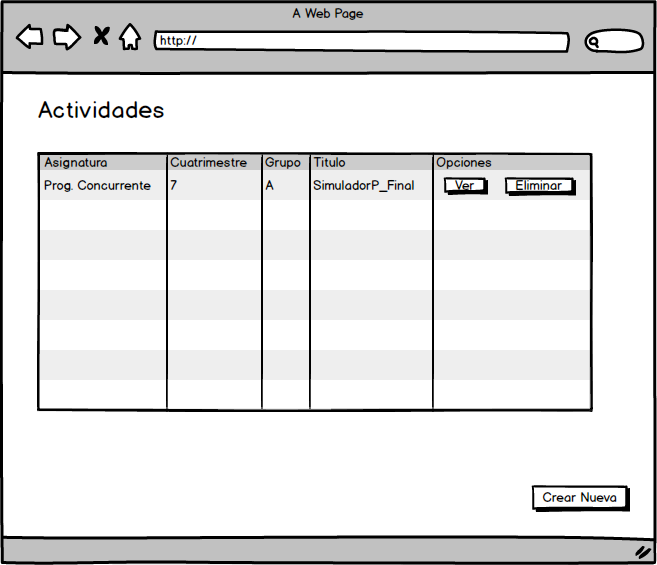 A Web Page
http://
Actividades
Asignatura Cuatrimestre Grupo Titulo Opciones
Prog. Concurrente 7 A SimuladorP_Final Ver Eliminar
Crear Nueva